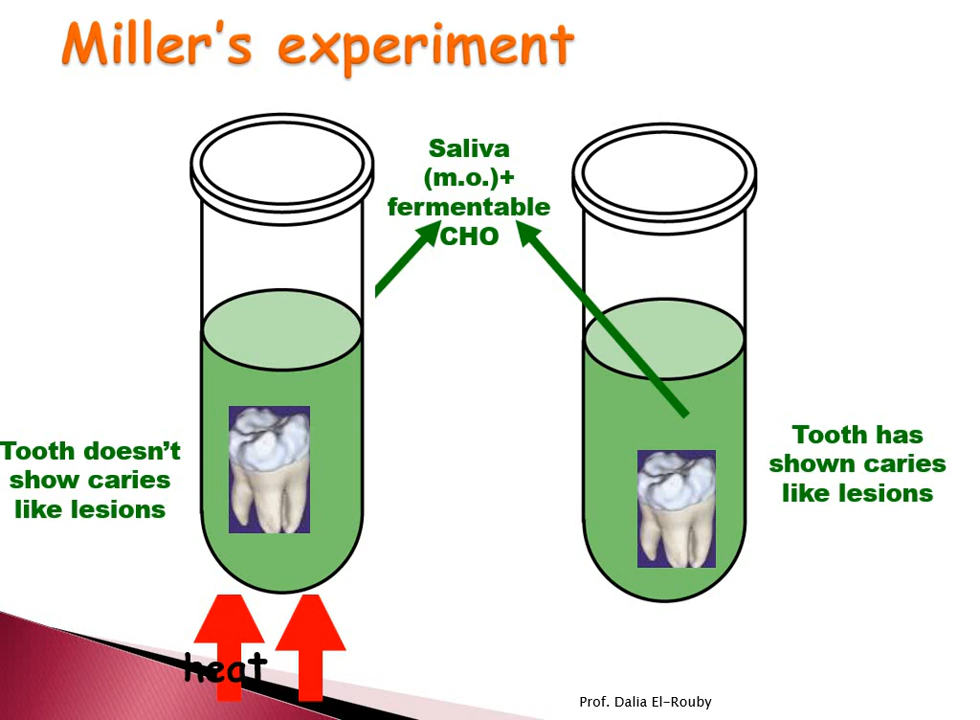 Miller's experiment
Saliva
(m.o.)+
fermentable
CHO
Tooth doesn't
show caries
like lesions
Tooth has
shown caries
like lesions
heat
Prof. Dalia El-Rouby